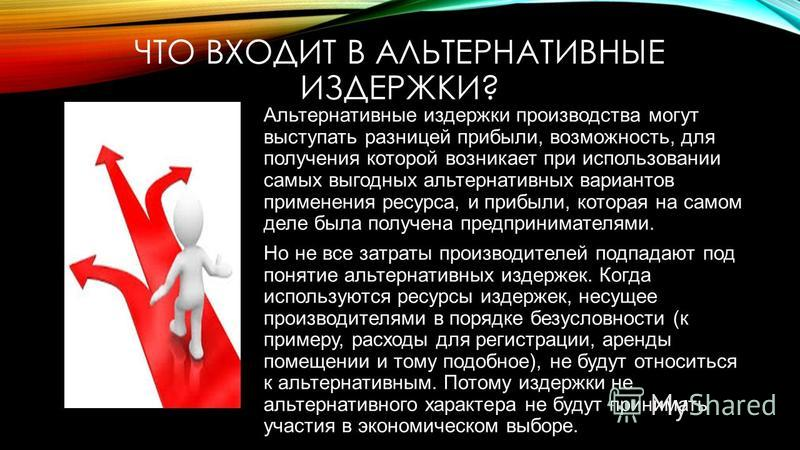 ЧТО ВХОДИТ В АЛЬТЕРНАТИВНЫЕ
ИЗДЕРЖКИ?
Альтернативные издержки производства могут
выступать разницей прибыли, возможность, для
получения которой возникает при использовании
самых выгодных альтернативных вариантов
применения ресурса, и прибыли, которая на самом
деле была получена предпринимателями.
Но не все затраты производителей подпадают под
понятие альтернативных издержек. Когда
используются ресурсы издержек, несущее
производителями в порядке безусловности (к
примеру, расходы для регистрации, аренды
помещении и тому подобное), не будут относиться
к альтернативным. Потому издержки не
альтернативного характера не будут принимать
участия в экономическом выборе.
MyShared